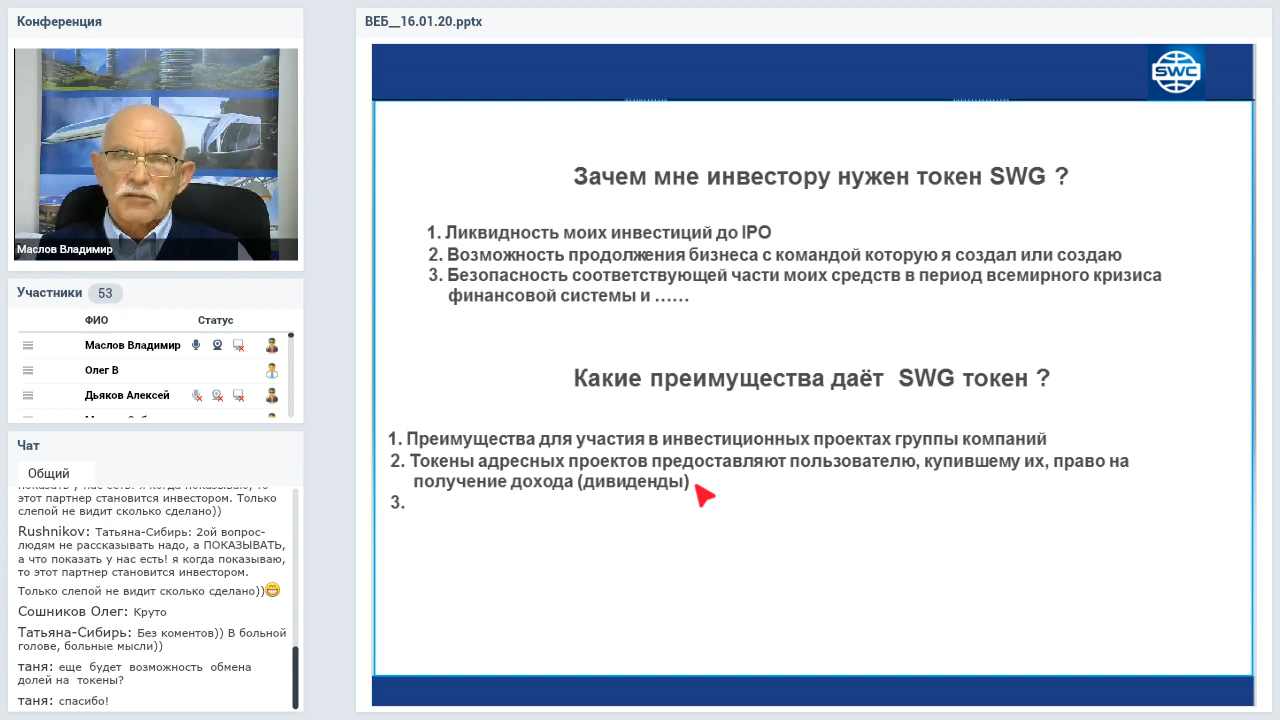 Конференция
Маслов Владимир
Участники 53
ФИО Статус
Маслов Владимир
Олег В
Дьяков Алексей
Чат
Общий
этот партнер становится инвестором. Только
слепой не видит сколько сделано))
Rushnikov: Татьяна-Сибирь: 2ой вопрос-
людям не рассказывать надо, а ПОКАЗЫВАТЬ,
а что показать у нас есть! я когда показываю,
то этот партнер становится инвестором.
Только слепой не видит сколько сделано))
Сошников Олег: Круто
Татьяна-Сибирь: Без коментов)) В больной
голове, больные мысли))
таня: еще будет возможность обмена
долей на токены?
таня: спасибо!
ВЕБ__16.01.20.pptx
SWC
Зачем мне инвестору нужен токен SWG ?
1. Ликвидность моих инвестиций до IPO
2. Возможность продолжения бизнеса с командой которую я создал или создаю
3. Безопасность соответствующей части моих средств в период всемирного кризиса
финансовой системы и ……
Какие преимущества даёт SWG токен ?
1. Преимущества для участия в инвестиционных проектах группы компаний
2. Токены адресных проектов предоставляют пользователю, купившему их, право на
получение дохода (дивиденды)
3.